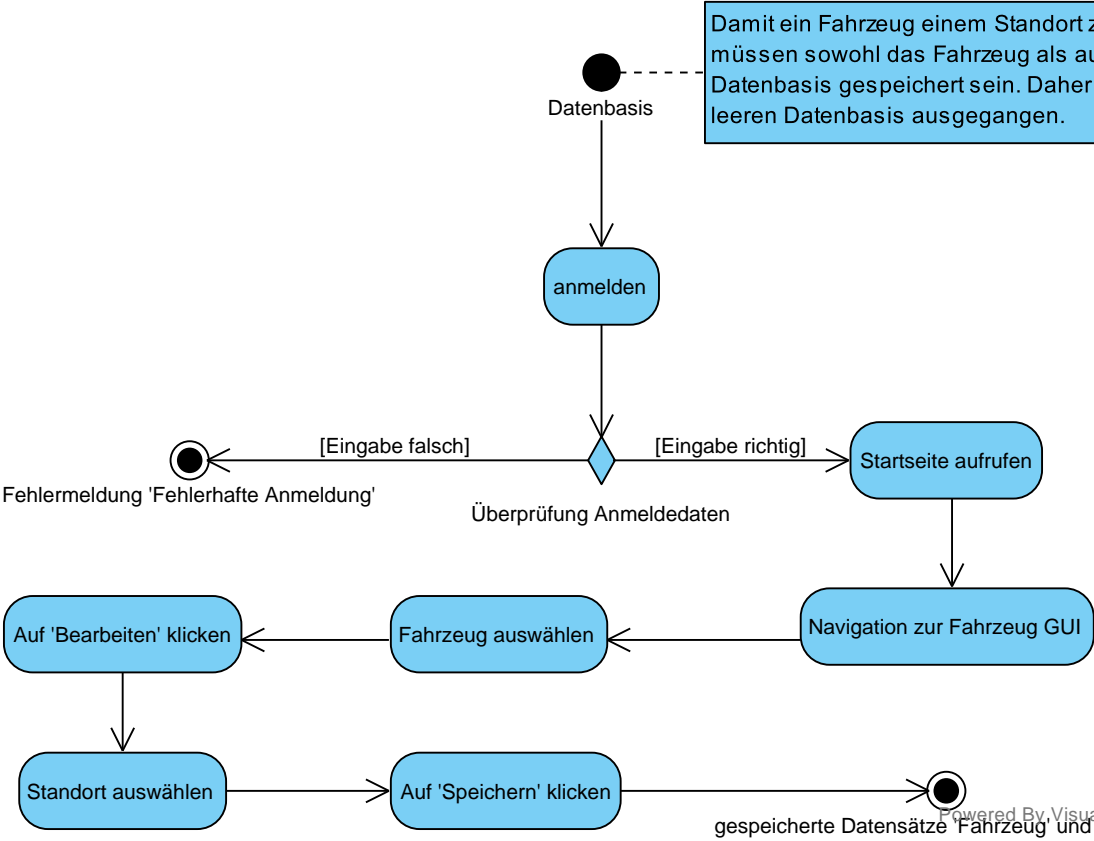 Damit ein Fahrzeug einem Standort
müssen sowohl das Fahrzeug als
Datenbasis gespeichert sein. Daher
leeren Datenbasis ausgegangen.
Datenbasis
anmelden
[Eingabe falsch]
[Eingabe richtig]
Startseite aufrufen
Fehlermeldung 'Fehlerhafte Anmeldung'
Überprüfung Anmeldedaten
Navigation zur Fahrzeug GUI
Fahrzeug auswählen
Auf 'Bearbeiten' klicken
Standort auswählen
Auf 'Speichern' klicken
Powered By
gespeicherte Datensätze 'Fahrzeug' und